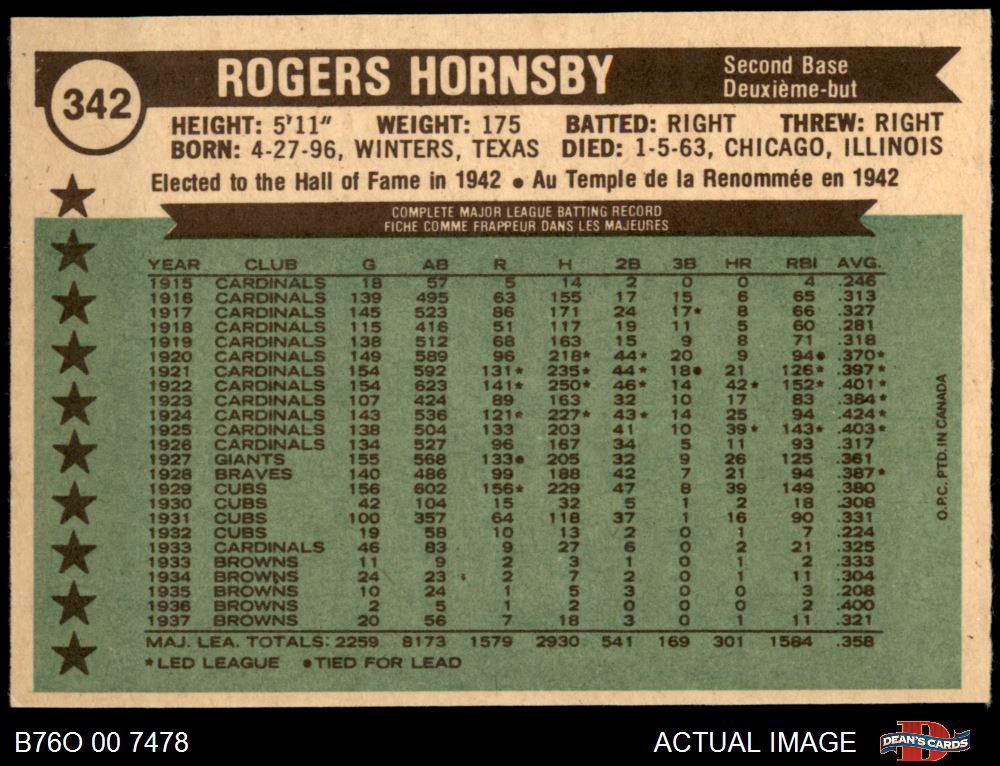 342
ROGERS HORNSBY
Second Base
Deuxième-but
HEIGHT: 5'11" WEIGHT: 175 BATTED: RIGHT THREW: RIGHT
BORN: 4-27-96, WINTERS, TEXAS DIED: 1-5-63, CHICAGO, ILLINOIS
Elected to the Hall of Fame in 1942 • Au Temple de la Renommée en 1942
COMPLETE MAJOR LEAGUE BATTING RECORD
FICHE COMME FRAPPEUR DANS LES MAJEURES
YEAR CLUB G AB R H 2B 3B HR RBI AVG.
1915 CARDINALS 18 57 5 14 2 0 0 4 .246
1916 CARDINALS 139 495 63 155 17 15 6 65 .313
1917 CARDINALS 145 523 86 171 24 17* 8 66 .327
1918 CARDINALS 115 416 51 117 19 11 5 60 .281
1919 CARDINALS 138 512 68 163 15 9 8 71 .318
1920 CARDINALS 149 589 96 218* 44* 20 9 94• .370*
1921 CARDINALS 154 592 131* 235* 44* 18• 21 126* .397*
1922 CARDINALS 154 623 141* 250* 46* 14 42* 152* .401*
1923 CARDINALS 107 424 89 163 32 10 17 83 .384*
1924 CARDINALS 143 536 121* 227* 43* 14 25 94 .424*
1925 CARDINALS 138 504 133 203 41 10 39* 143* .403*
1926 CARDINALS 134 527 96 167 34 5 11 93 .317
1927 GIANTS 155 568 133• 205 32 9 26 125 .361
1928 BRAVES 140 486 99 188 42 7 21 94 .387*
1929 CUBS 156 602 156* 229 47 8 39 149 .380
1930 CUBS 42 104 15 32 5 1 2 18 .308
1931 CUBS 100 357 64 118 37 1 16 90 .331
1932 CUBS 19 58 10 13 2 0 1 7 .224
1933 CARDINALS 46 83 9 27 6 0 2 21 .325
1933 BROWNS 11 9 2 3 1 0 1 2 .333
1934 BROWNS 24 23 2 7 2 0 1 11 .304
1935 BROWNS 10 24 1 5 3 0 0 3 .208
1936 BROWNS 2 5 1 2 0 0 0 2 .400
1937 BROWNS 20 56 7 18 3 0 1 11 .321
MAJ. LEA. TOTALS: 2259 8173 1579 2930 541 169 301 1584 .358
*LED LEAGUE •TIED FOR LEAD
O.P.C. PTD. IN CANADA
B76O 00 7478
ACTUAL IMAGE
D
DEAN'S CARDS